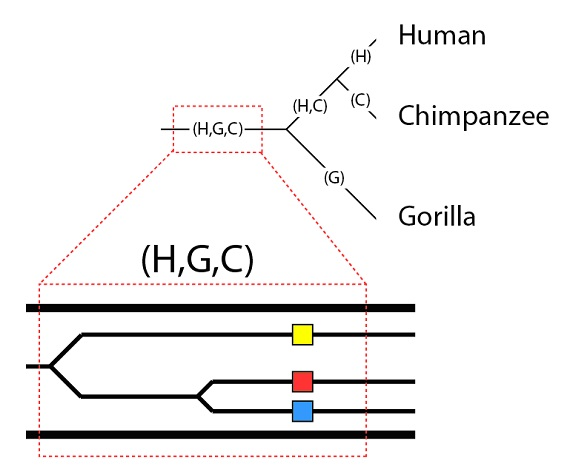 Human
(H)
(H,C)
(C)
Chimpanzee
(H,G,C)
(G)
Gorilla
(H,G,C)